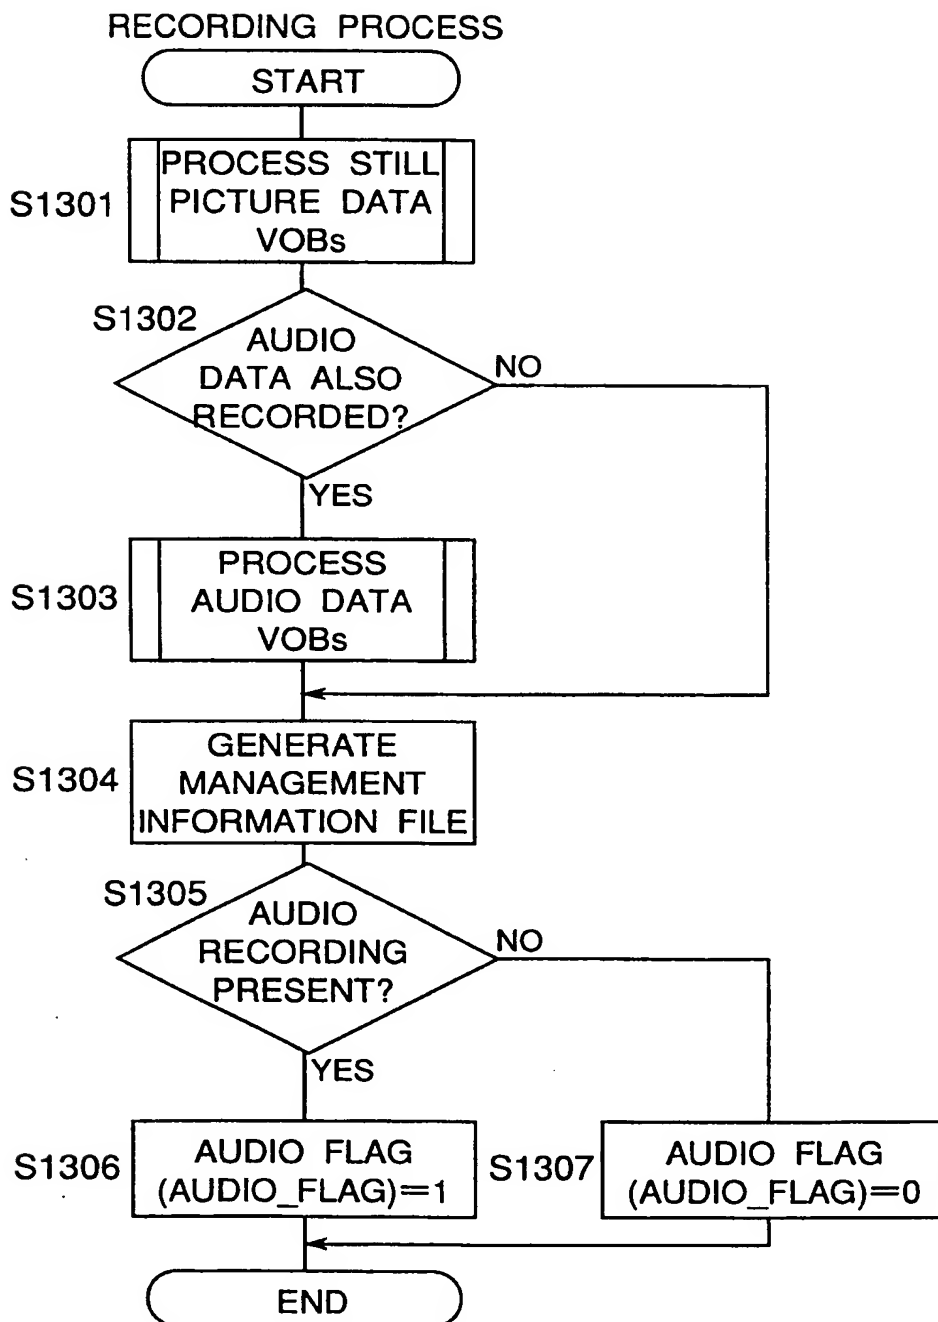 RECORDING PROCESS
START
S1301
PROCESS STILL
PICTURE DATA
VOBs
S1302
AUDIO
DATA ALSO
RECORDED?
NO
YES
S1303
PROCESS
AUDIO DATA
VOBs
S1304
GENERATE
MANAGEMENT
INFORMATION FILE
S1305
AUDIO
RECORDING
PRESENT?
NO
YES
S1306
AUDIO FLAG
(AUDIO_FLAG)=1
S1307
AUDIO FLAG
(AUDIO_FLAG)=0
END